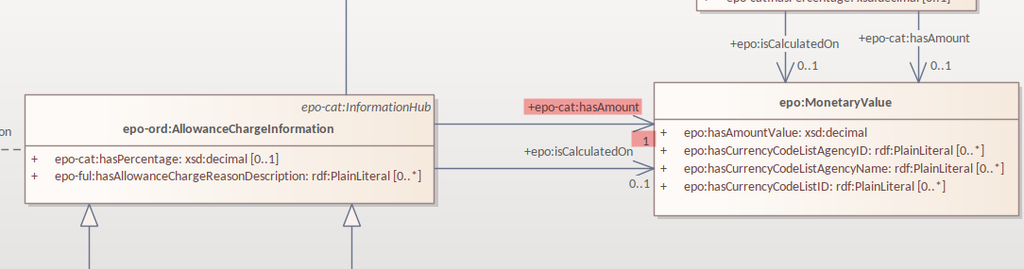 epo-cat:hasPercentage: xsd:decimal [0..1]
+epo:isCalculatedOn
+epo-cat:hasAmount
0..1
0..1
epo-cat:InformationHub
epo-ord:AllowanceChargeInformation
on
+ epo-cat:hasPercentage: xsd:decimal [0..1]
+ epo-ful:hasAllowanceChargeReasonDescription: rdf:PlainLiteral [0..*]
+epo-cat:hasAmount
1
+epo:isCalculatedOn
0..1
epo:MonetaryValue
+ epo:hasAmountValue: xsd:decimal
+ epo:hasCurrencyCodeListAgencyID: rdf:PlainLiteral [0..*]
+ epo:hasCurrencyCodeListAgencyName: rdf:PlainLiteral [0..*]
+ epo:hasCurrencyCodeListID: rdf:PlainLiteral [0..*]